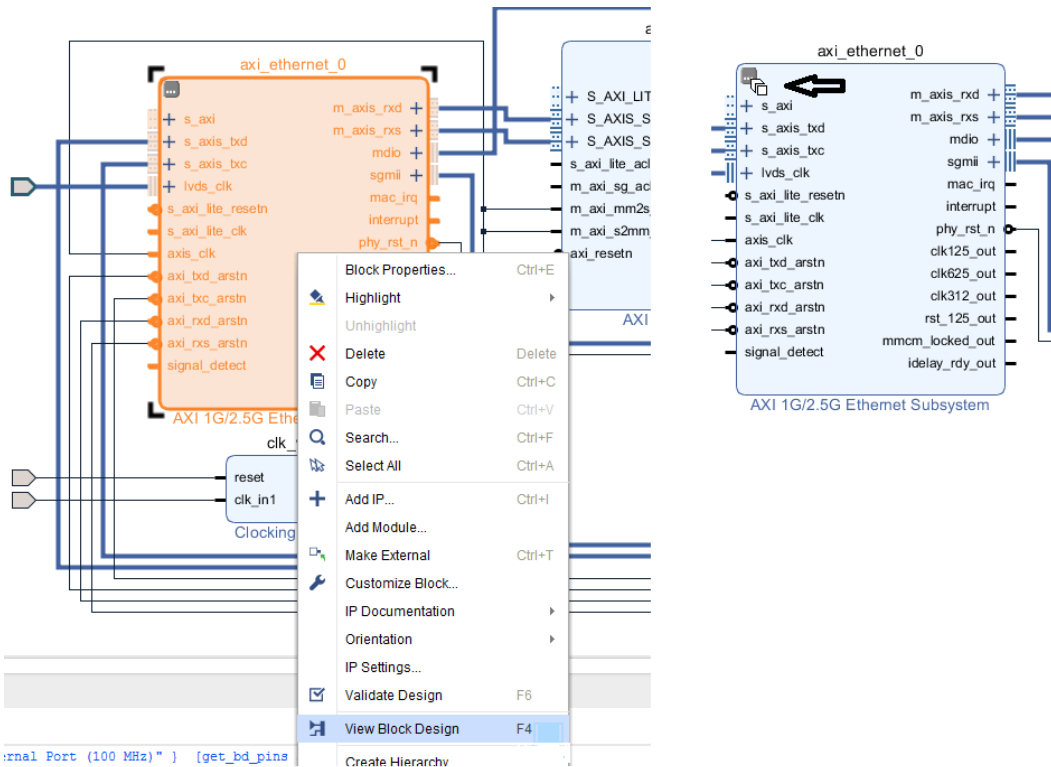 axi_ethernet_0
s_axi
s_axis_txd
s_axis_txc
lvds_clk
s_axi_lite_resetn
s_axi_lite_clk
axis_clk
axi_txd_arstn
axi_txc_arstn
axi_rxd_arstn
axi_rxs_arstn
signal_detect
m_axis_rxd
m_axis_rxs
mdio
sgmii
mac_irq
interrupt
phy_rst_n
AXI 1G/2.5G Ethe
a
S_AXI_LIT
S_AXIS_S
S_AXIS_S
s_axi_lite_acl
m_axi_sg_acl
m_axi_mm2s_
m_axi_s2mm_
axi_resetn
AXI
clk_
reset
clk_in1
Clocking
Block Properties... Ctrl+E
Highlight
Unhighlight
Delete Delete
Copy Ctrl+C
Paste Ctrl+V
Search... Ctrl+F
Select All Ctrl+A
Add IP... Ctrl+I
Add Module...
Make External Ctrl+T
Customize Block...
IP Documentation
Orientation
IP Settings...
Validate Design F6
View Block Design F4
Create Hierarchy
ernal Port (100 MHz)" } [get_bd_pins
axi_ethernet_0
s_axi
s_axis_txd
s_axis_txc
lvds_clk
s_axi_lite_resetn
s_axi_lite_clk
axis_clk
axi_txd_arstn
axi_txc_arstn
axi_rxd_arstn
axi_rxs_arstn
signal_detect
m_axis_rxd
m_axis_rxs
mdio
sgmii
mac_irq
interrupt
phy_rst_n
clk125_out
clk625_out
clk312_out
rst_125_out
mmcm_locked_out
idelay_rdy_out
AXI 1G/2.5G Ethernet Subsystem